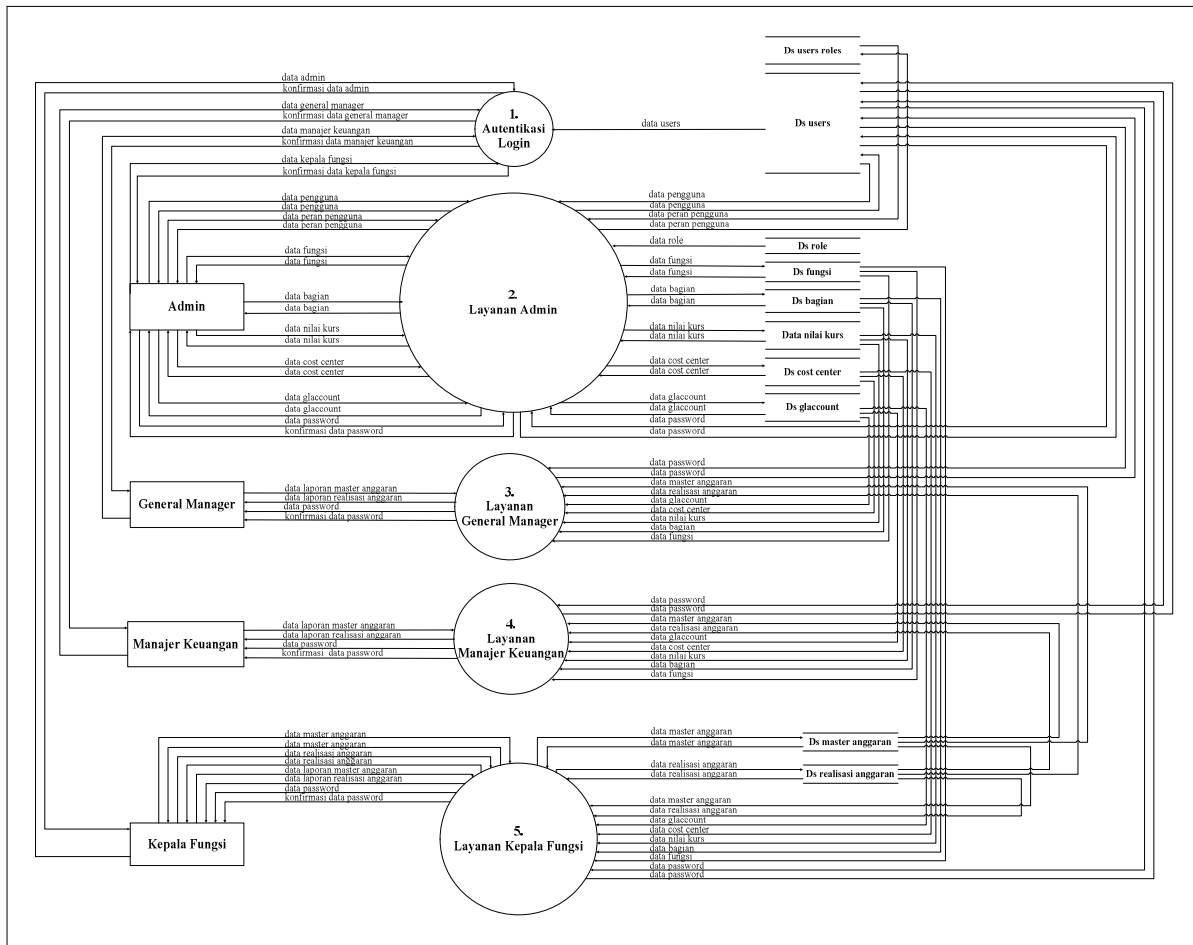 data admin
konfirmasi data admin
data general manager
konfirmasi data general manager
data manajer keuangan
konfirmasi data manajer keuangan
data kepala fungsi
konfirmasi data kepala fungsi
1.
Autentikasi
Login
data users
Ds users roles
Ds users
data pengguna
data pengguna
data peran pengguna
data peran pengguna
data fungsi
data fungsi
Admin
data bagian
data bagian
data nilai kurs
data nilai kurs
data cost center
data cost center
data glaccount
data glaccount
data password
konfirmasi data password
2.
Layanan Admin
data pengguna
data pengguna
data peran pengguna
data peran pengguna
data role
data fungsi
data fungsi
data bagian
data bagian
data nilai kurs
data nilai kurs
data cost center
data cost center
data glaccount
data glaccount
data password
data password
Ds role
Ds fungsi
Ds bagian
Data nilai kurs
Ds cost center
Ds glaccount
General Manager
data laporan master anggaran
data laporan realisasi anggaran
data password
konfirmasi data password
3.
Layanan
General Manager
data password
data password
data master anggaran
data realisasi anggaran
data glaccount
data cost center
data nilai kurs
data bagian
data fungsi
Manajer Keuangan
data laporan master anggaran
data laporan realisasi anggaran
data password
konfirmasi data password
4.
Layanan
Manajer Keuangan
data password
data password
data master anggaran
data realisasi anggaran
data glaccount
data cost center
data nilai kurs
data bagian
data fungsi
data master anggaran
data master anggaran
data realisasi anggaran
data realisasi anggaran
data laporan master anggaran
data laporan realisasi anggaran
data password
konfirmasi data password
Kepala Fungsi
5.
Layanan Kepala Fungsi
data master anggaran
data master anggaran
data realisasi anggaran
data realisasi anggaran
Ds master anggaran
Ds realisasi anggaran
data master anggaran
data realisasi anggaran
data glaccount
data cost center
data nilai kurs
data bagian
data fungsi
data password
data password